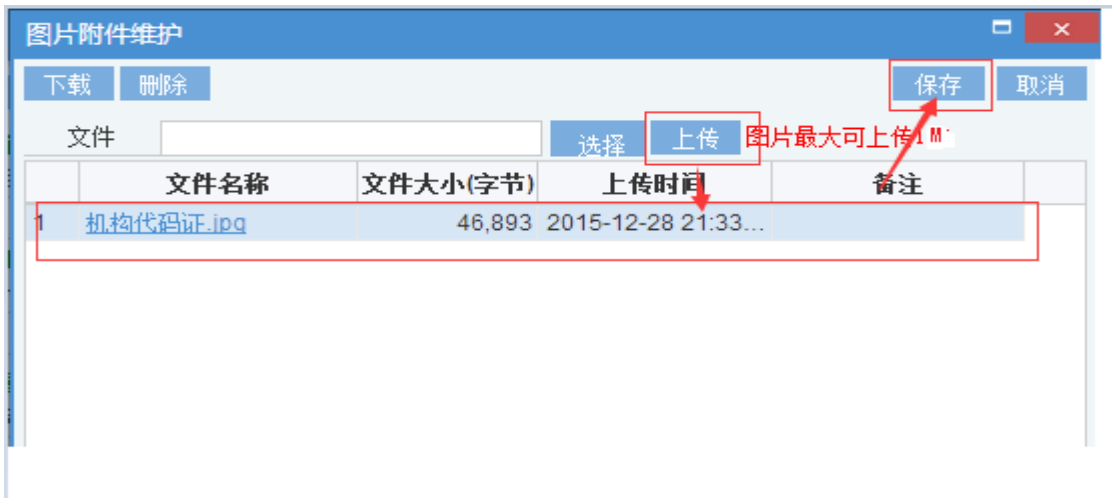 图片附件维护
下载 删除 保存 取消
文件 选择 上传 图片最大可上传1M
文件名称 文件大小(字节) 上传时间 备注
1 机构代码证.jpg 46,893 2015-12-28 21:33...